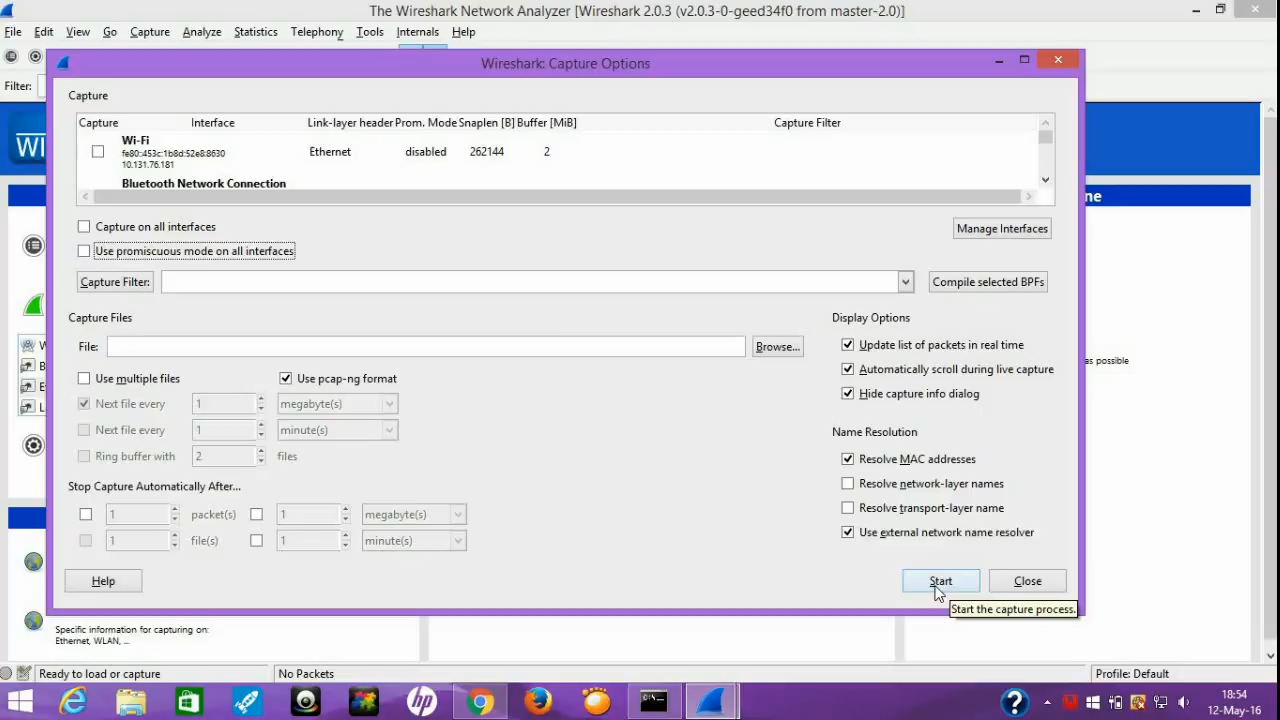 The Wireshark Network Analyzer [Wireshark 2.0.3 (v2.0.3-0-geed34f0 from master-2.0)]
File Edit View Go Capture Analyze Statistics Telephony Tools Internals Help
Filter:
Wireshark: Capture Options
Capture
Capture Interface Link-layer header Prom. Mode Snaplen [B] Buffer [MiB] Capture Filter
Wi-Fi
fe80::453c:1b8d:52e8:8630 Ethernet disabled 262144 2
10.131.76.181
Bluetooth Network Connection
WI
ne
Capture on all interfaces
Manage Interfaces
Use promiscuous mode on all interfaces
Capture Filter: Compile selected BPFs
Capture Files Display Options
File: Browse... Update list of packets in real time
W
as possible
B
Automatically scroll during live capture
Use multiple files Use pcap-ng format
E
Hide capture info dialog
Next file every 1 megabyte(s)
L
Next file every 1 minute(s) Name Resolution
Ring buffer with 2 files Resolve MAC addresses
Stop Capture Automatically After... Resolve network-layer names
1 packet(s) 1 megabyte(s) Resolve transport-layer name
1 file(s) 1 minute(s) Use external network name resolver
Help Start Close
Start the capture process.
Specific information for capturing on:
Ethernet, WLAN, ...
Ready to load or capture No Packets Profile: Default
hp
18:54
12-May-16